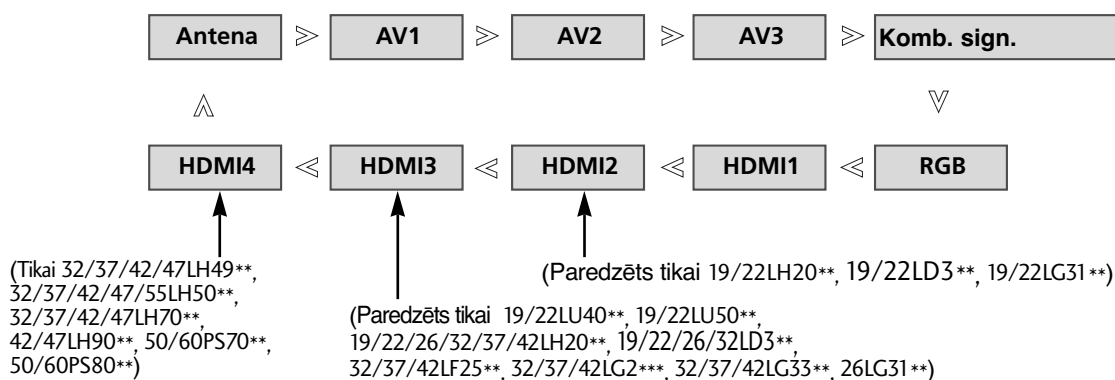 Antena AV1 AV2 AV3 Komb. sign.
HDMI4 HDMI3 HDMI2 HDMI1 RGB
(Tikai 32/37/42/47LH49**,
32/37/42/47/55LH50**,
32/37/42/47LH70**,
42/47LH90**, 50/60PS70**,
50/60PS80**)
(Paredzēts tikai 19/22LU40**, 19/22LU50**,
19/22/26/32/37/42LH20**, 19/22/26/32LD3**,
32/37/42LF25**, 32/37/42LG2***, 32/37/42LG33**, 26LG31**)
(Paredzēts tikai 19/22LH20**, 19/22LD3**, 19/22LG31**)